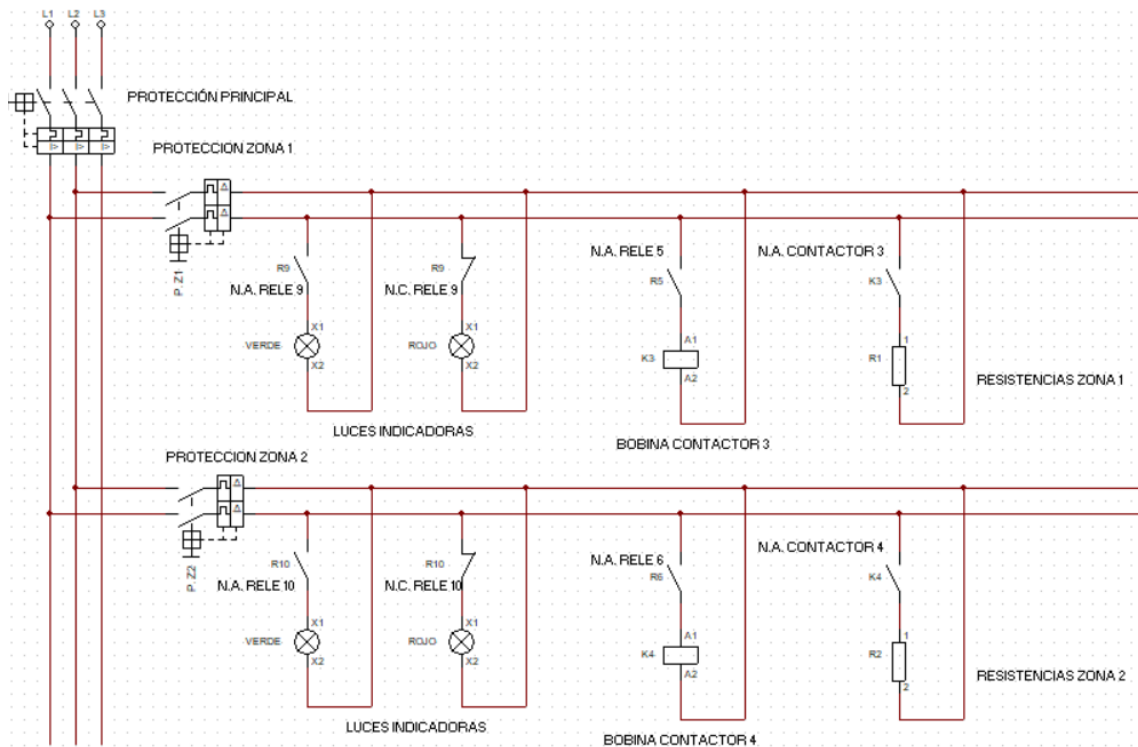 L1 L2 L3
PROTECCIÓN PRINCIPAL
PROTECCION ZONA 1
P. Z1
N.A. RELE 5
N.A. CONTACTOR 3
R9
R9
R5
K3
N.A. RELE 9
N.C. RELE 9
X1
X1
A1
1
VERDE
ROJO
K3
R1
X2
X2
A2
2
RESISTENCIAS ZONA 1
LUCES INDICADORAS
BOBINA CONTACTOR 3
PROTECCION ZONA 2
P. Z2
N.A. RELE 6
N.A. CONTACTOR 4
R10
R10
R6
K4
N.A. RELE 10
N.C. RELE 10
X1
X1
A1
1
VERDE
ROJO
K4
R2
X2
X2
A2
2
RESISTENCIAS ZONA 2
LUCES INDICADORAS
BOBINA CONTACTOR 4